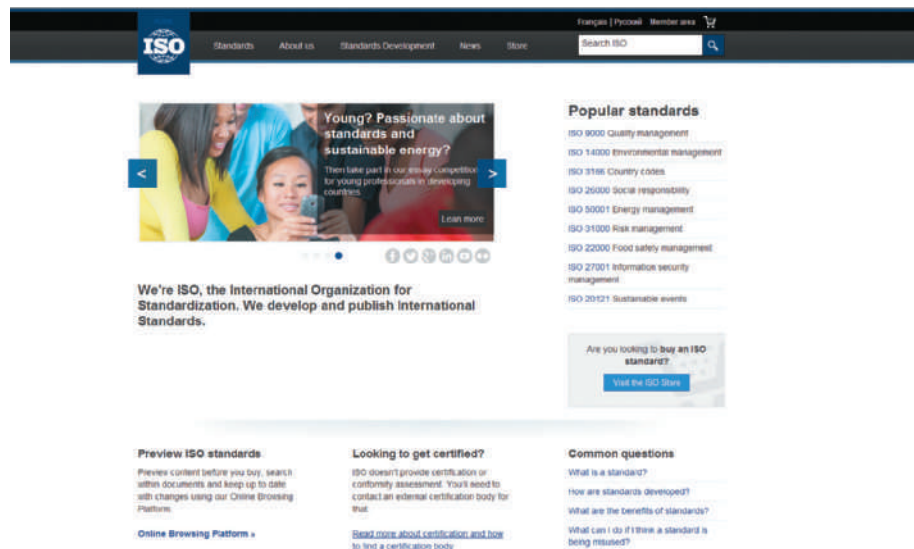 Français | Русский Member area
ISO
Standards About us Standards Development News Store
Search ISO
Young? Passionate about
standards and
sustainable energy?
Then take part in our essay competition
for young professionals in developing
countries
Learn more
<
>
We're ISO, the International Organization for
Standardization. We develop and publish International
Standards.
Popular standards
ISO 9000 Quality management
ISO 14000 Environmental management
ISO 3166 Country codes
ISO 26000 Social responsibility
ISO 50001 Energy management
ISO 31000 Risk management
ISO 22000 Food safety management
ISO 27001 Information security
management
ISO 20121 Sustainable events
Are you looking to buy an ISO
standard?
Visit the ISO Store
Preview ISO standards
Preview content before you buy, search
within documents and keep up to date
with changes using our Online Browsing
Platform.
Online Browsing Platform »
Looking to get certified?
ISO doesn't provide certification or
conformity assessment. You'll need to
contact an external certification body for
that.
Read more about certification and how
to find a certification body
Common questions
What is a standard?
How are standards developed?
What are the benefits of standards?
What can I do if I think a standard is
being misused?